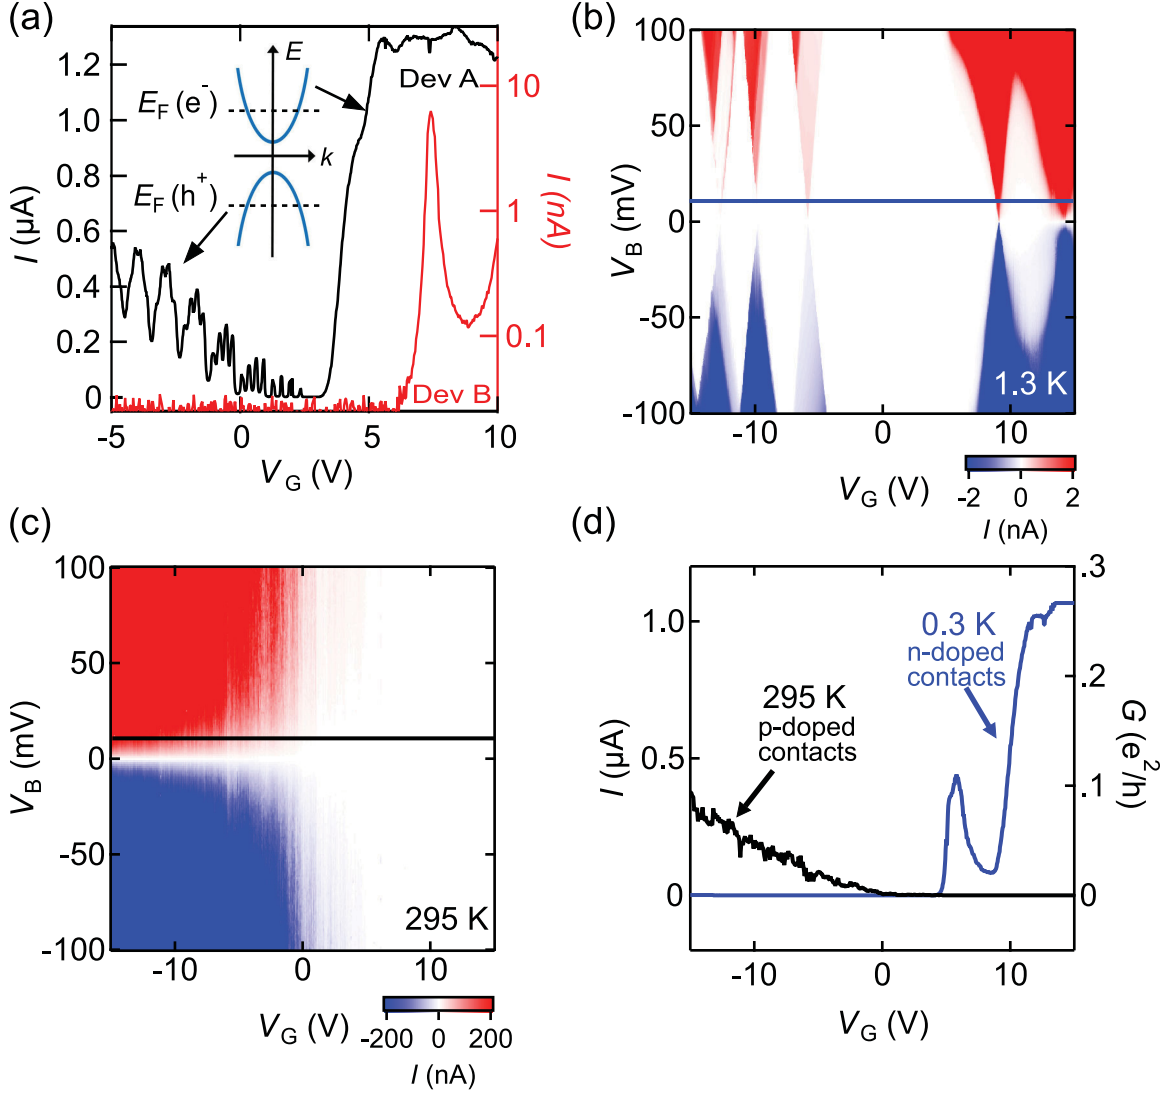 (a)
1.2
1.0
0.8
0.6
0.4
0.2
0
I (µA)
E
E_F (e⁻)
k
E_F (h⁺)
Dev A
Dev B
10
1
0.1
I (nA)
-5
0
5
10
V_G (V)
(b)
100
50
0
-50
-100
V_B (mV)
1.3 K
-10
0
10
V_G (V)
-2
0
2
I (nA)
(c)
100
50
0
-50
-100
V_B (mV)
295 K
-10
0
10
V_G (V)
-200
0
200
I (nA)
(d)
1.0
0.5
0
I (µA)
295 K
p-doped
contacts
0.3 K
n-doped
contacts
.3
.2
.1
0
G (e²/h)
-10
0
10
V_G (V)